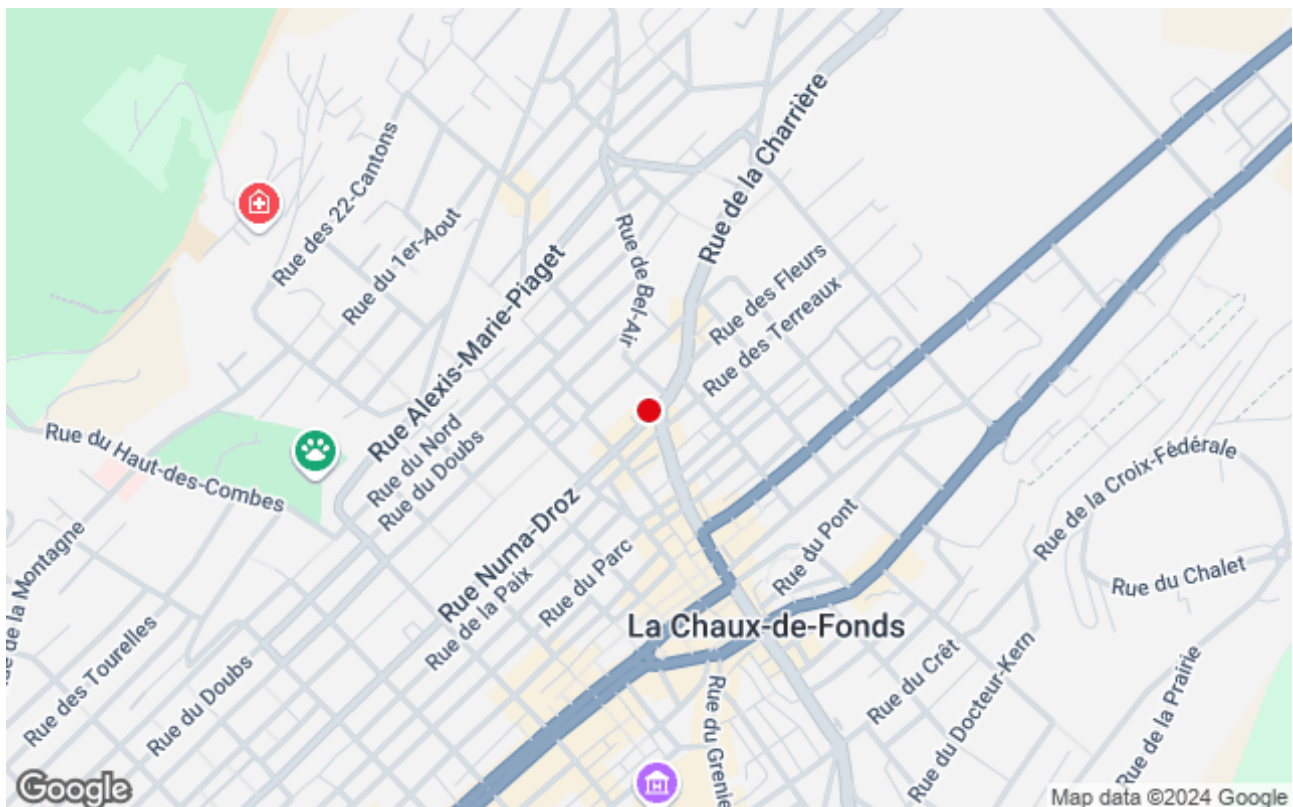 Rue de la Charrière
Rue des 22-Cantons
Rue du 1er-Aout
Rue de Bel-Air
Rue des Fleurs
Rue Alexis-Marie-Piaget
Rue des Terreaux
Rue du Nord
Rue du Haut-des-Combes
Rue du Doubs
Rue de la Croix-Fédérale
Rue Numa-Droz
Rue du Pont
Rue du Parc
Rue de la Paix
Rue du Chalet
de la Montagne
La Chaux-de-Fonds
Rue des Tourelles
Rue du Doubs
Rue du Crêt
Rue du Docteur-Kern
Rue de la Prairie
Rue du Grenie
Google
Map data ©2024 Google